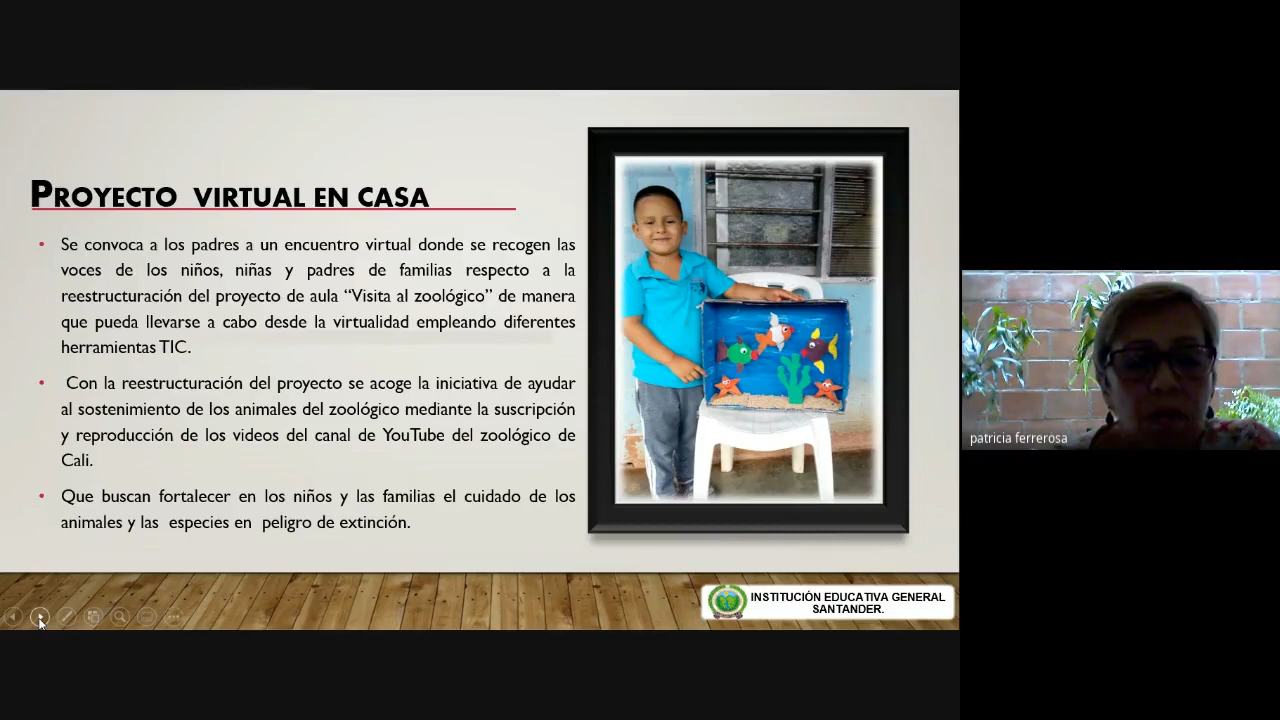 PROYECTO VIRTUAL EN CASA
• Se convoca a los padres a un encuentro virtual donde se recogen las
voces de los niños, niñas y padres de familias respecto a la
reestructuración del proyecto de aula “Visita al zoológico” de manera
que pueda llevarse a cabo desde la virtualidad empleando diferentes
herramientas TIC.
• Con la reestructuración del proyecto se acoge la iniciativa de ayudar
al sostenimiento de los animales del zoológico mediante la suscripción
y reproducción de los videos del canal de YouTube del zoológico de
Cali.
• Que buscan fortalecer en los niños y las familias el cuidado de los
animales y las especies en peligro de extinción.
INSTITUCIÓN EDUCATIVA GENERAL
SANTANDER.
patricia ferrerosa